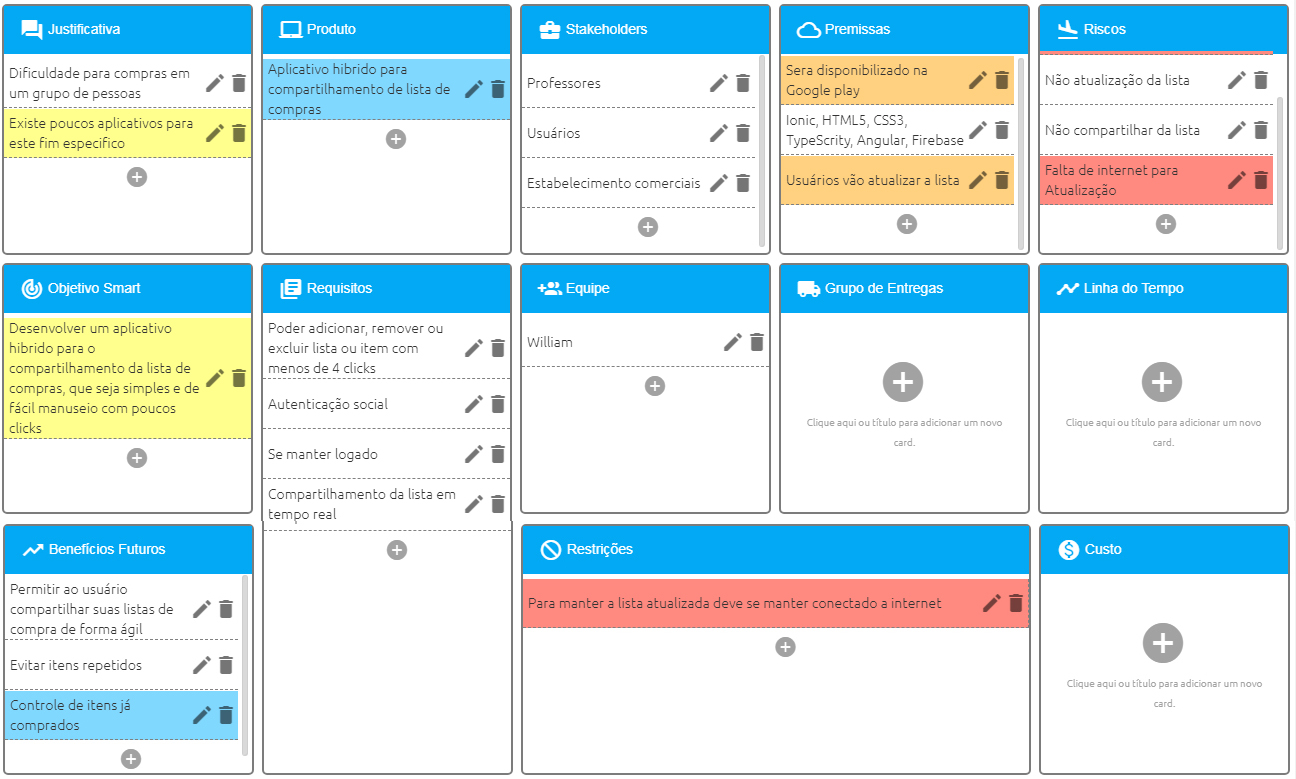 Justificativa
Dificuldade para compras em
um grupo de pessoas
Existe poucos aplicativos para
este fim especifico
Produto
Aplicativo hibrido para
compartilhamento de lista de
compras
Stakeholders
Professores
Usuários
Estabelecimento comerciais
Premissas
Sera disponibilizado na
Google play
Ionic, HTML5, CSS3,
TypeScrity, Angular, Firebase
Usuários vão atualizar a lista
Riscos
Não atualização da lista
Não compartilhar da lista
Falta de internet para
Atualização
Objetivo Smart
Desenvolver um aplicativo
hibrido para o
compartilhamento da lista de
compras, que seja simples e de
fácil manuseio com poucos
clicks
Requisitos
Poder adicionar, remover ou
excluir lista ou item com
menos de 4 clicks
Autenticação social
Se manter logado
Compartilhamento da lista em
tempo real
Equipe
William
Grupo de Entregas
Clique aqui ou título para adicionar um novo
card.
Linha do Tempo
Clique aqui ou título para adicionar um novo
card.
Benefícios Futuros
Permitir ao usuário
compartilhar suas listas de
compra de forma ágil
Evitar itens repetidos
Controle de itens já
comprados
Restrições
Para manter a lista atualizada deve se manter conectado a internet
Custo
Clique aqui ou título para adicionar um novo
card.